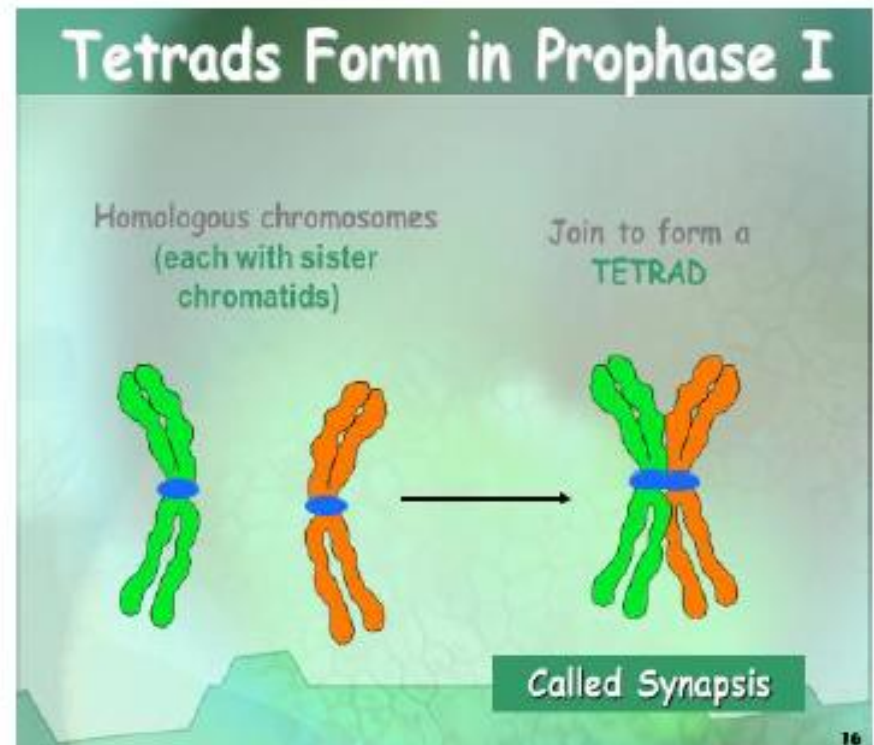 Tetrads Form in Prophase I
Homologous chromosomes
(each with sister
chromatids)
Join to form a
TETRAD
Called Synapsis
16